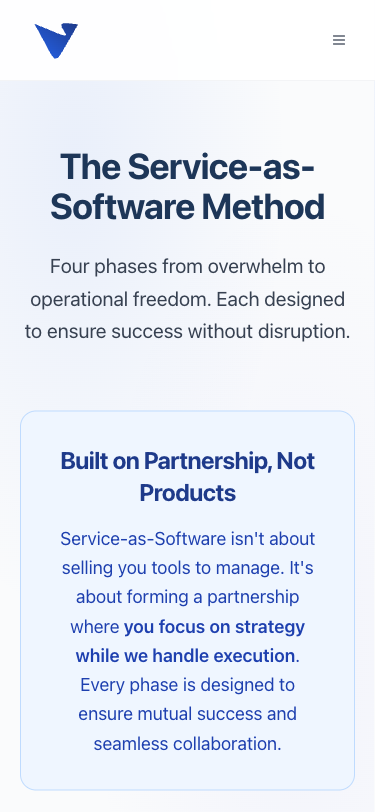 The Service-as-
Software Method
Four phases from overwhelm to
operational freedom. Each designed
to ensure success without disruption.
Built on Partnership, Not
Products
Service-as-Software isn't about
selling you tools to manage. It's
about forming a partnership
where you focus on strategy
while we handle execution.
Every phase is designed to
ensure mutual success and
seamless collaboration.